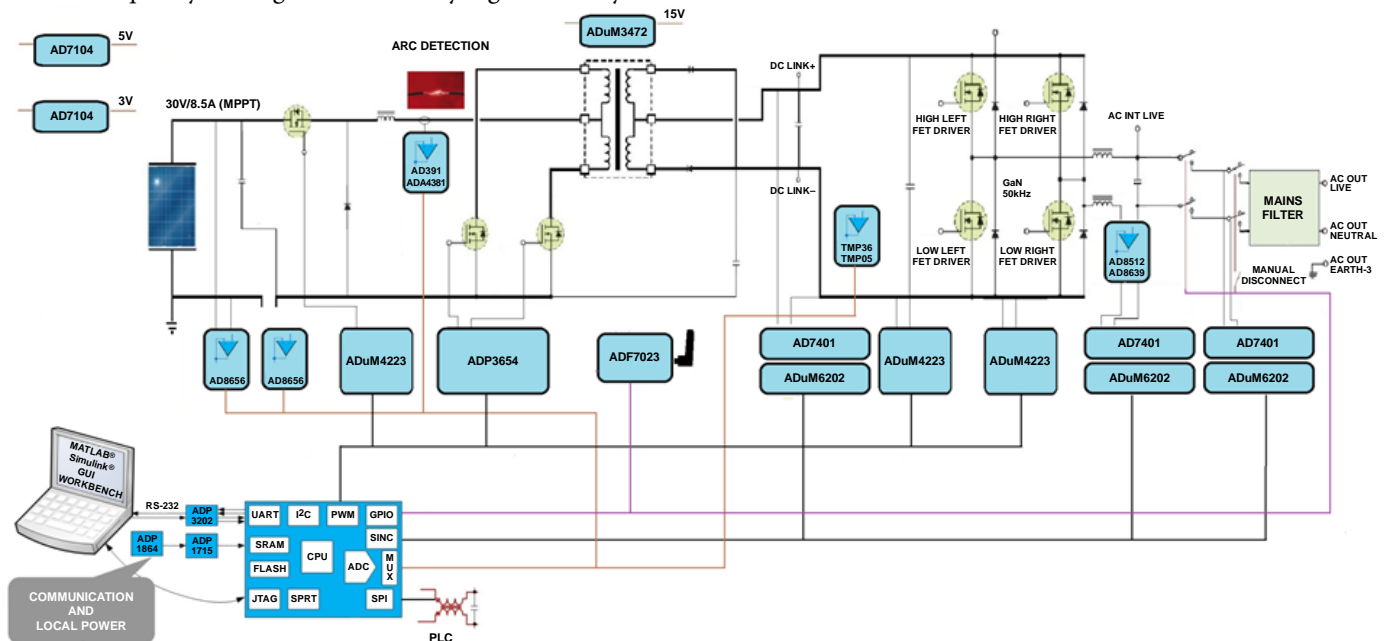 15V
ADuM3472
5V
AD7104
ARC DETECTION
3V
AD7104
30V/8.5A (MPPT)
DC LINK+
DC LINK–
AD391
ADA4381
HIGH LEFT
FET DRIVER
HIGH RIGHT
FET DRIVER
GaN
50kHz
LOW LEFT
FET DRIVER
LOW RIGHT
FET DRIVER
TMP36
TMP05
AC INT LIVE
AD8512
AD8639
MAINS
FILTER
AC OUT
LIVE
AC OUT
NEUTRAL
AC OUT
EARTH-3
MANUAL
DISCONNECT
AD8656
AD8656
ADuM4223
ADP3654
ADF7023
AD7401
ADuM6202
ADuM4223
ADuM4223
AD7401
ADuM6202
AD7401
ADuM6202
MATLAB®
Simulink®
GUI
WORKBENCH
RS-232
ADP
3202
ADP
1864
ADP
1715
UART
I²C
PWM
GPIO
SINC
SRAM
CPU
ADC
MUX
FLASH
JTAG
SPRT
SPI
PLC
COMMUNICATION
AND
LOCAL POWER